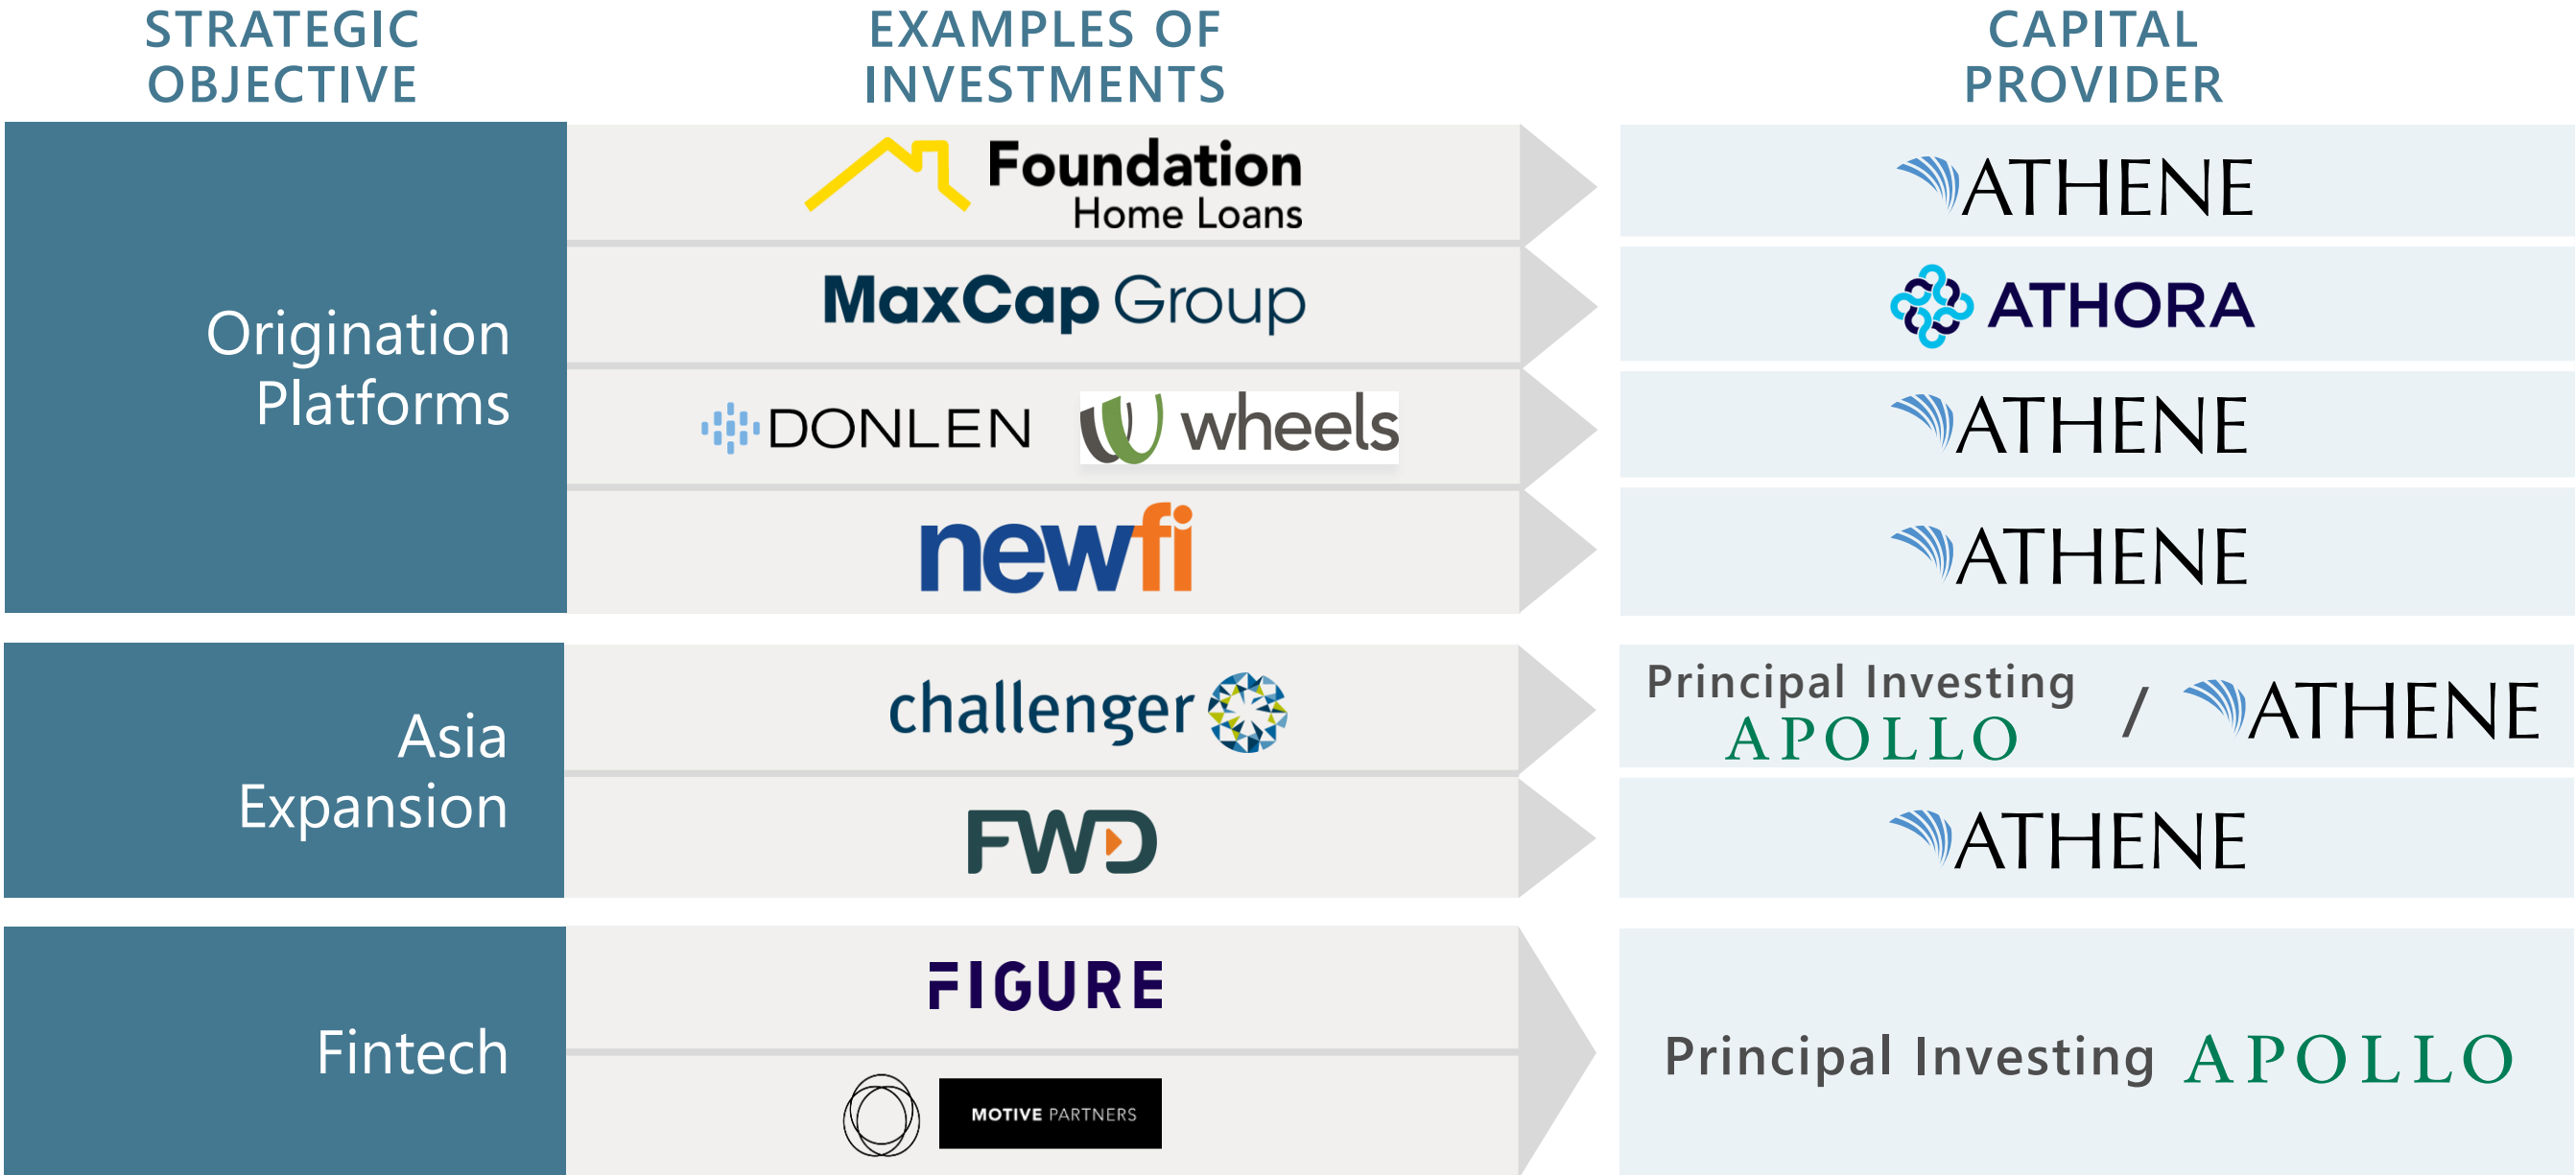 STRATEGIC
OBJECTIVE
EXAMPLES OF
INVESTMENTS
CAPITAL
PROVIDER
Origination
Platforms
Foundation
Home Loans
ATHENE
MaxCap Group
ATHORA
DONLEN
wheels
ATHENE
newfi
ATHENE
Asia
Expansion
challenger
Principal Investing
APOLLO
/
ATHENE
FWD
ATHENE
Fintech
FIGURE
MOTIVE PARTNERS
Principal Investing APOLLO